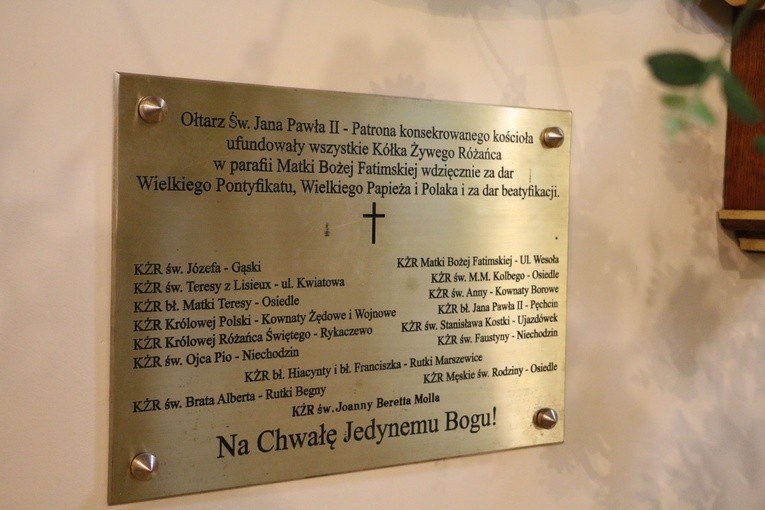 Ołtarz Św. Jana Pawła II - Patrona konsekrowanego kościoła
ufundowały wszystkie Kółka Żywego Różańca
w parafii Matki Bożej Fatimskiej wdzięcznie za dar
Wielkiego Pontyfikatu, Wielkiego Papieża i Polaka i za dar beatyfikacji.
KŻR św. Józefa - Gąski
KŻR św. Teresy z Lisieux - ul. Kwiatowa
KŻR bł. Matki Teresy - Osiedle
KŻR Królowej Polski - Kownaty Żędowe i Wojnowe
KŻR Królowej Różańca Świętego - Rykaczewo
KŻR św. Ojca Pio - Niechodzin
KŻR Matki Bożej Fatimskiej - Ul. Wesoła
KŻR św. M.M. Kolbego - Osiedle
KŻR św. Anny - Kownaty Borowe
KŻR bł. Jana Pawła II - Pęchcin
KŻR św. Stanisława Kostki - Ujazdówek
KŻR św. Faustyny - Niechodzin
KŻR bł. Hiacynty i bł. Franciszka - Rutki Marszewice
KŻR Męskie św. Rodziny - Osiedle
KŻR św. Brata Alberta - Rutki Begny
KŻR św. Joanny Beretta Molla
Na Chwałę Jedynemu Bogu!